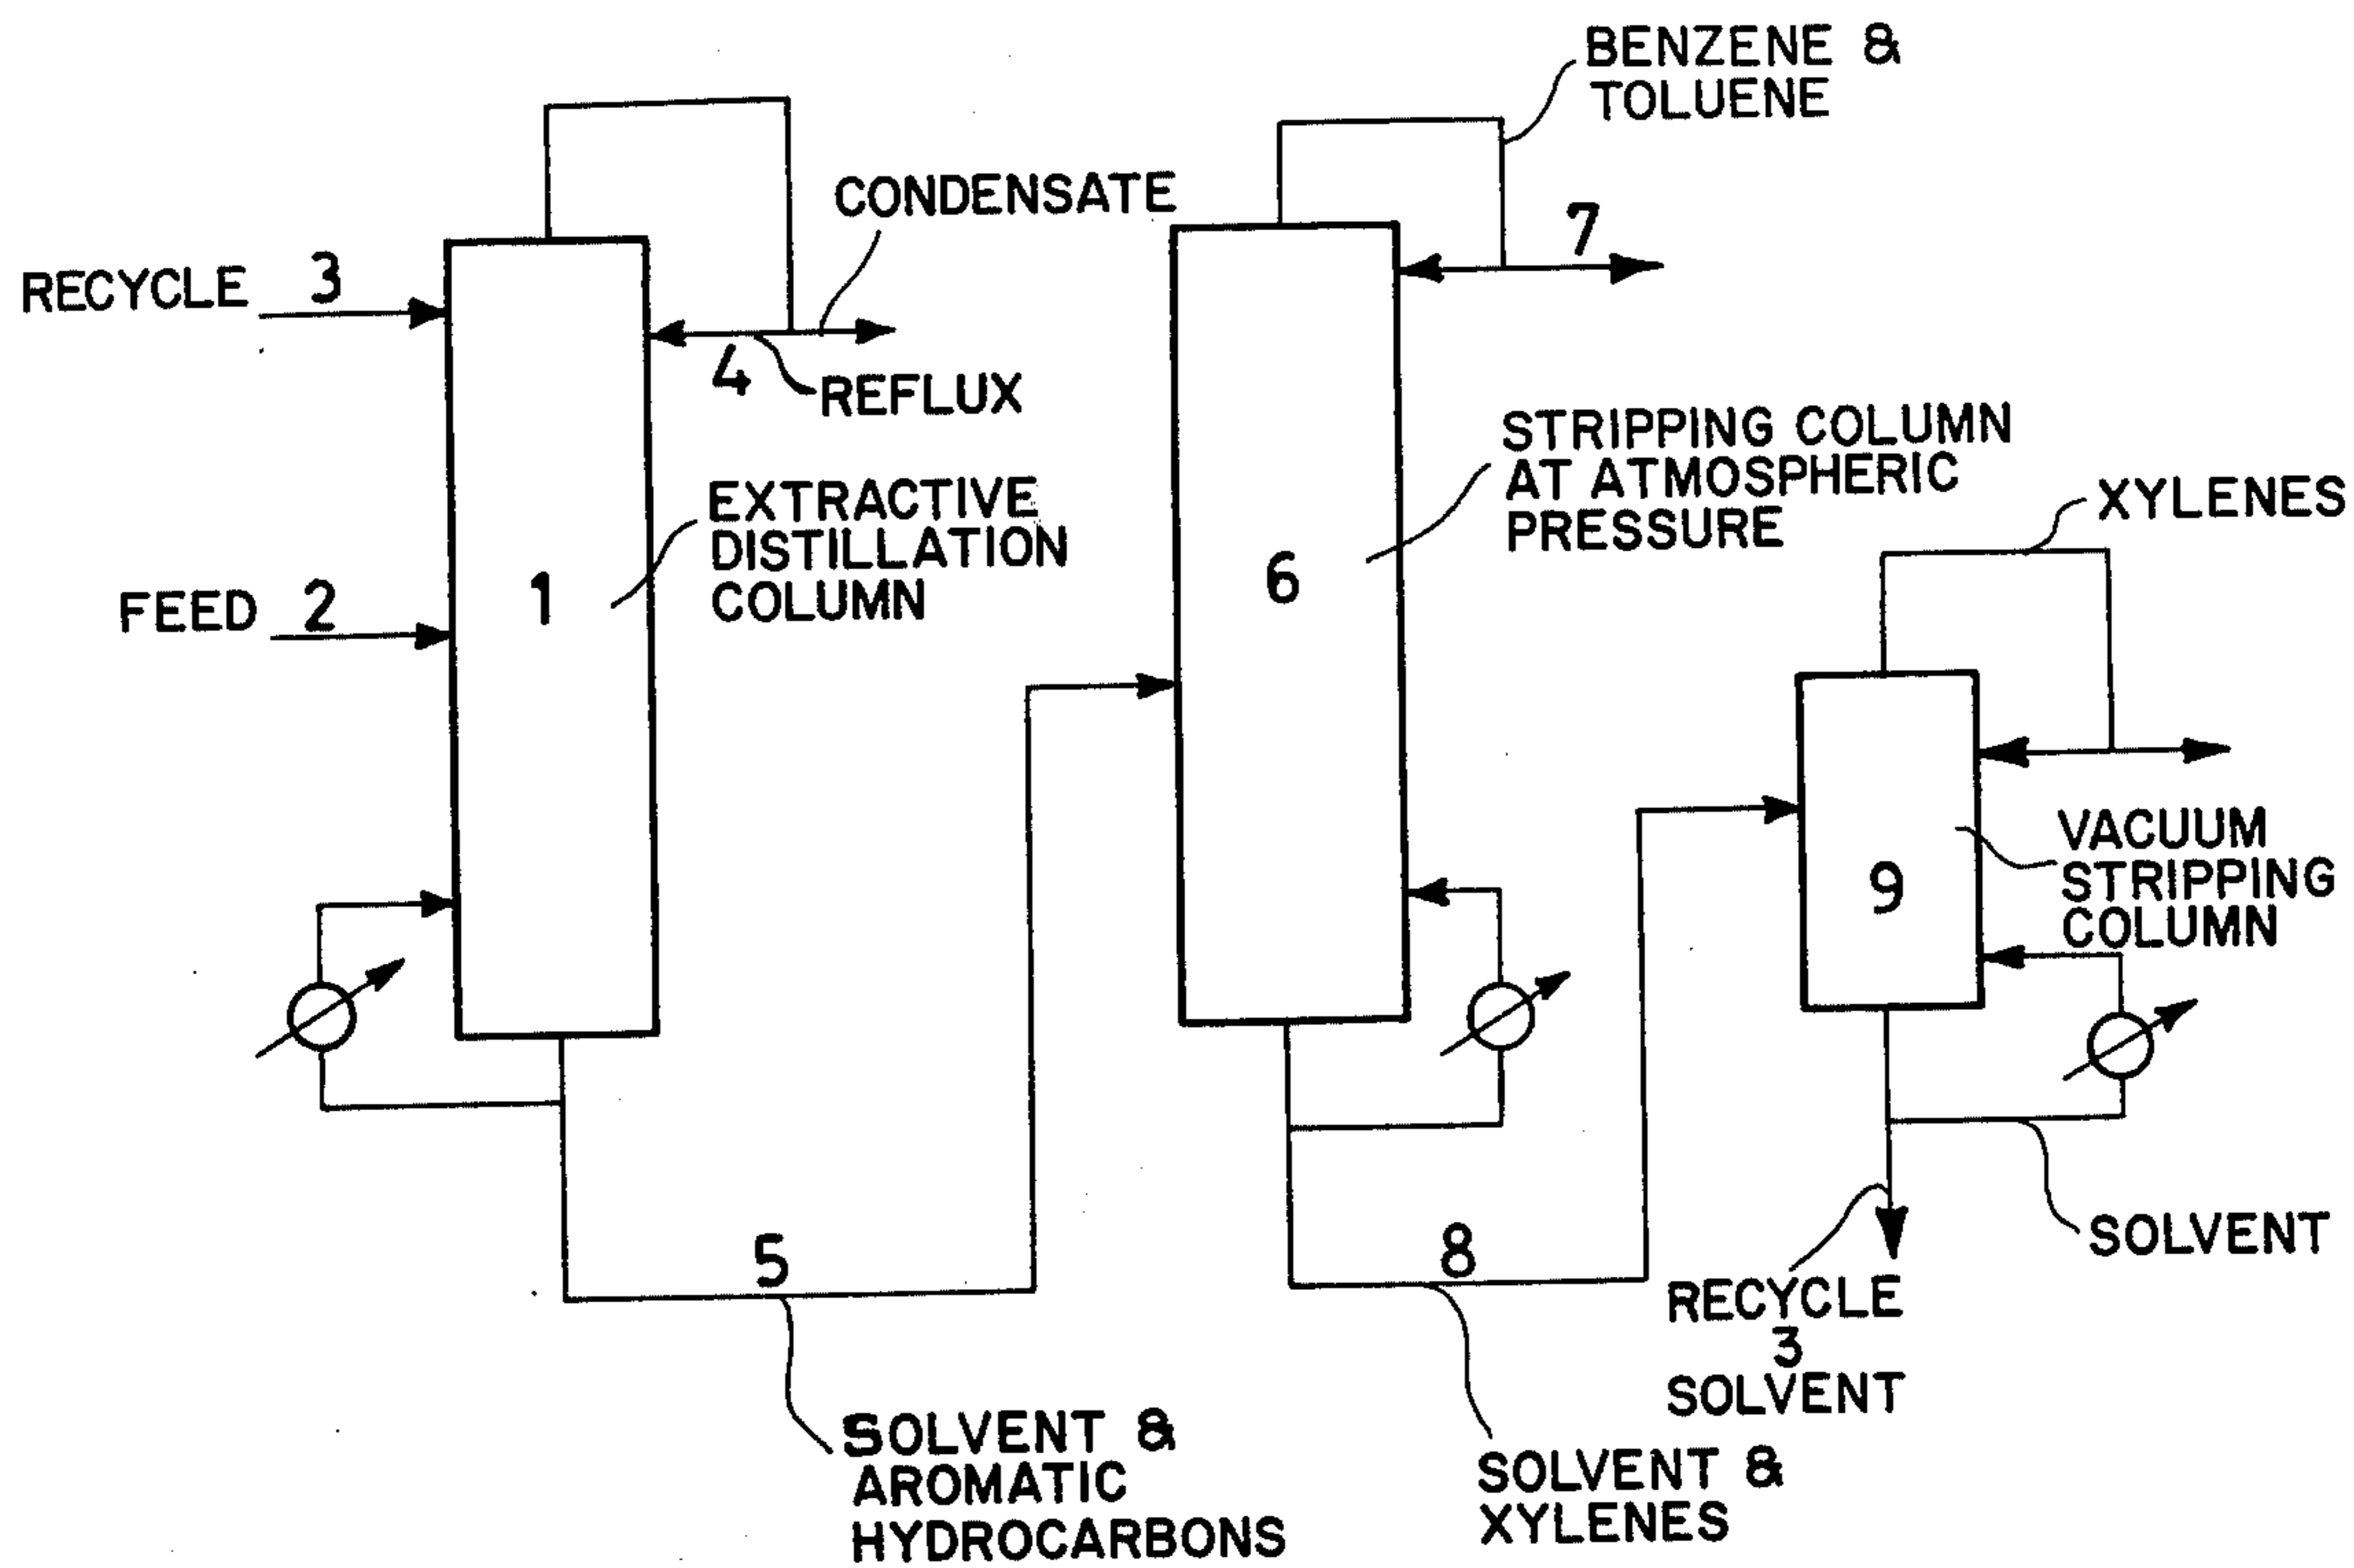 BENZENE &
TOLUENE
CONDENSATE
7
RECYCLE 3
4
REFLUX
STRIPPING COLUMN
AT ATMOSPHERIC
PRESSURE
EXTRACTIVE
DISTILLATION
COLUMN
XYLENES
FEED 2
1
6
VACUUM
STRIPPING
COLUMN
9
5
8
SOLVENT
RECYCLE
3
SOLVENT
SOLVENT &
AROMATIC
HYDROCARBONS
SOLVENT &
XYLENES